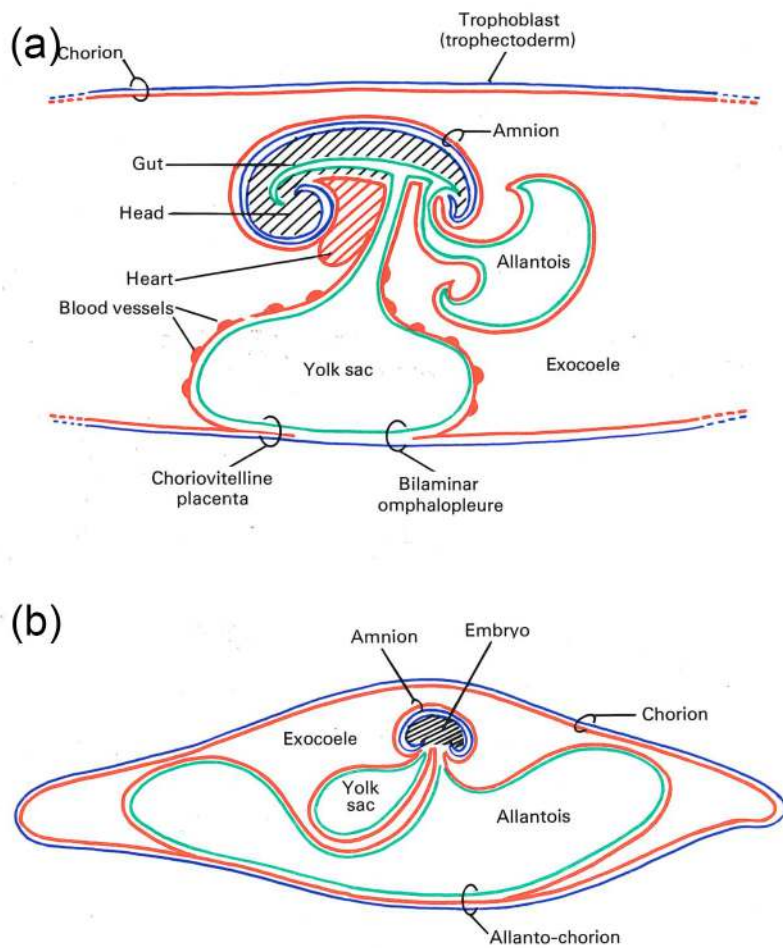 (a)
Chorion
Trophoblast
(trophectoderm)
Amnion
Gut
Head
Allantois
Heart
Blood vessels
Yolk sac
Exocoele
Choriovitelline
placenta
Bilaminar
omphalopleure
(b)
Amnion
Embryo
Chorion
Exocoele
Yolk
sac
Allantois
Allanto-chorion